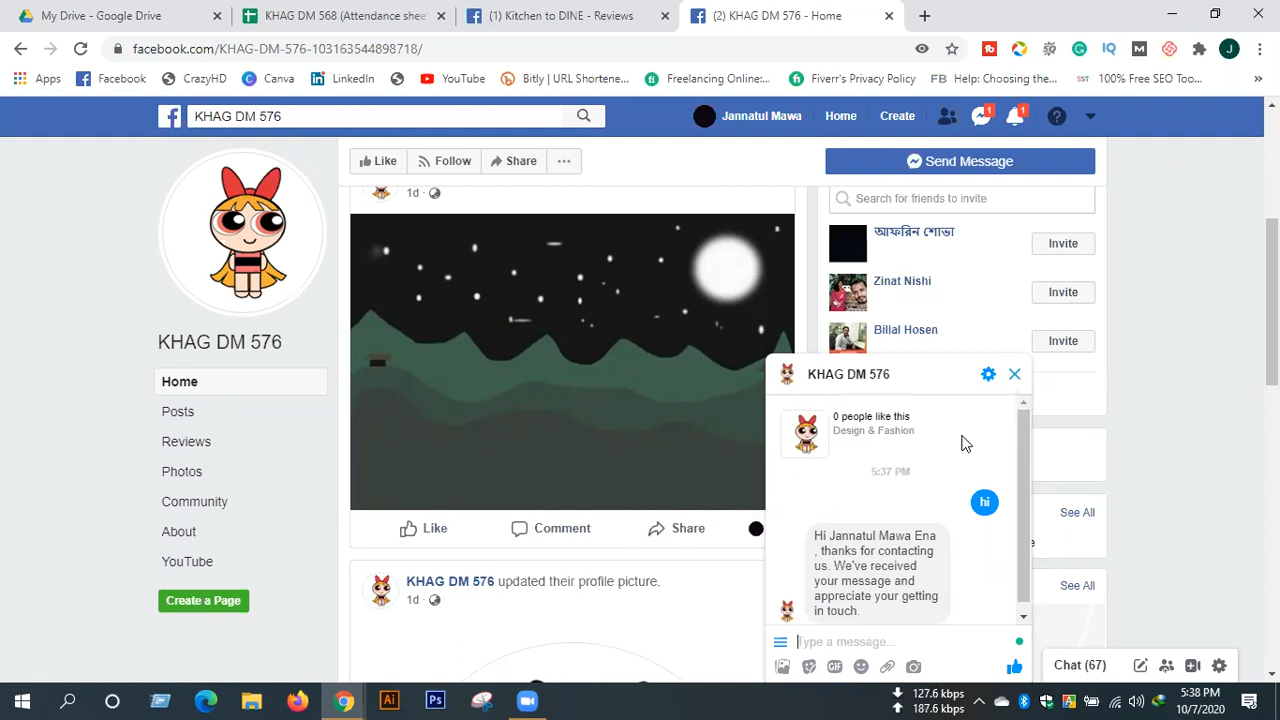 My Drive - Google Drive
KHAG DM 568 (Attendance shee
(1) Kitchen to DINE - Reviews
(2) KHAG DM 576 - Home
facebook.com/KHAG-DM-576-103163544898718/
Apps
Facebook
CrazyHD
Canva
LinkedIn
YouTube
Bitly | URL Shortene...
Freelancing Online:...
Fiverr's Privacy Policy
FB Help: Choosing the...
SST 100% Free SEO Too...
KHAG DM 576
Jannatul Mawa
Home
Create
1
1
Like
Follow
Share
Send Message
1d
Search for friends to invite
আফরিন শোভা
Invite
Zinat Nishi
Invite
Billal Hosen
Invite
KHAG DM 576
Home
Posts
Reviews
Photos
Community
About
YouTube
Create a Page
Like
Comment
Share
KHAG DM 576 updated their profile picture.
1d
See All
See All
KHAG DM 576
0 people like this
Design & Fashion
5:37 PM
hi
Hi Jannatul Mawa Ena
, thanks for contacting
us. We've received
your message and
appreciate your getting
in touch.
Type a message...
GIF
Chat (67)
Ai
Ps
127.6 kbps
187.6 kbps
5:38 PM
10/7/2020